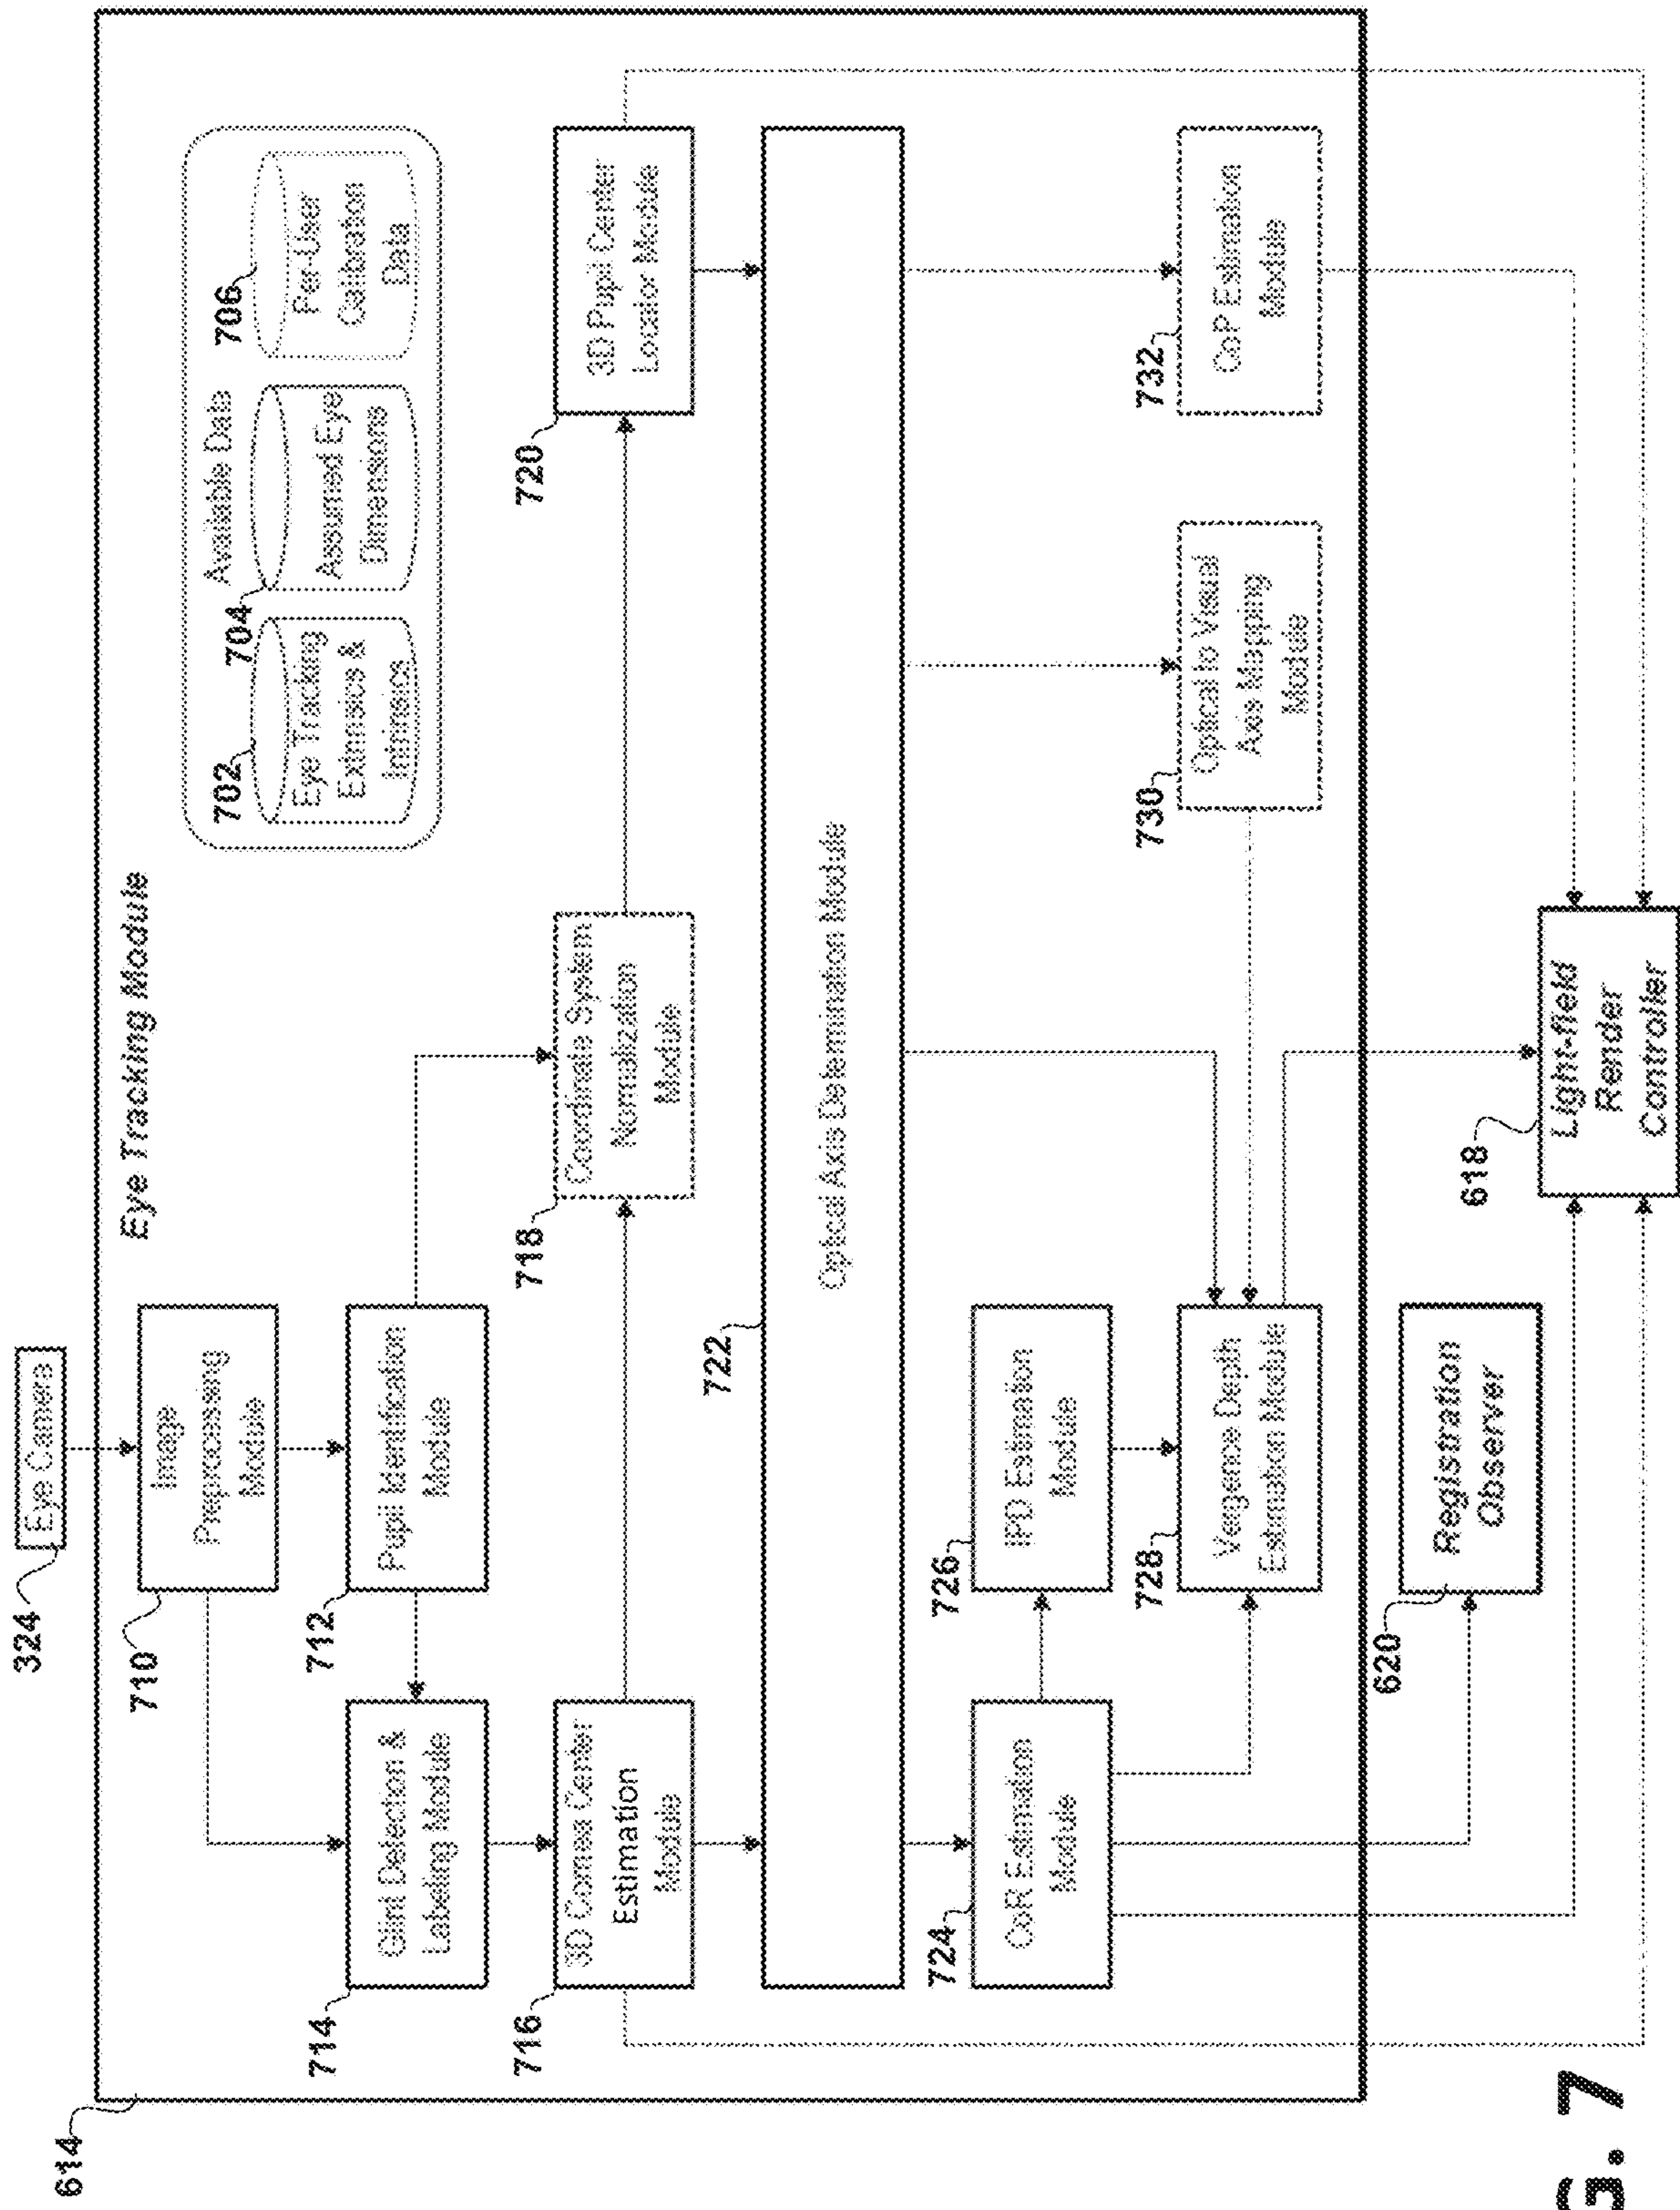 614
324
Eye Camera
Eye Tracking Module
710
Image
Preprocessing
Module
Available Data
702
Eye Tracking
Extrinsics &
Intrinsics
704
Assumed Eye
Dimensions
706
Per-User
Calibration
Data
714
Glint Detection &
Labeling Module
712
Pupil Identification
Module
716
3D Cornea Center
Estimation
Module
718
Coordinate System
Normalization
Module
720
3D Pupil Center
Locator Module
722
Optical Axis Determination Module
724
CoR Estimation
Module
726
IPD Estimation
Module
728
Vergence Depth
Estimation Module
730
Optical to Visual
Axis Mapping
Module
732
CoP Estimation
Module
620
Registration
Observer
618
Light-field
Render
Controller
G. 7